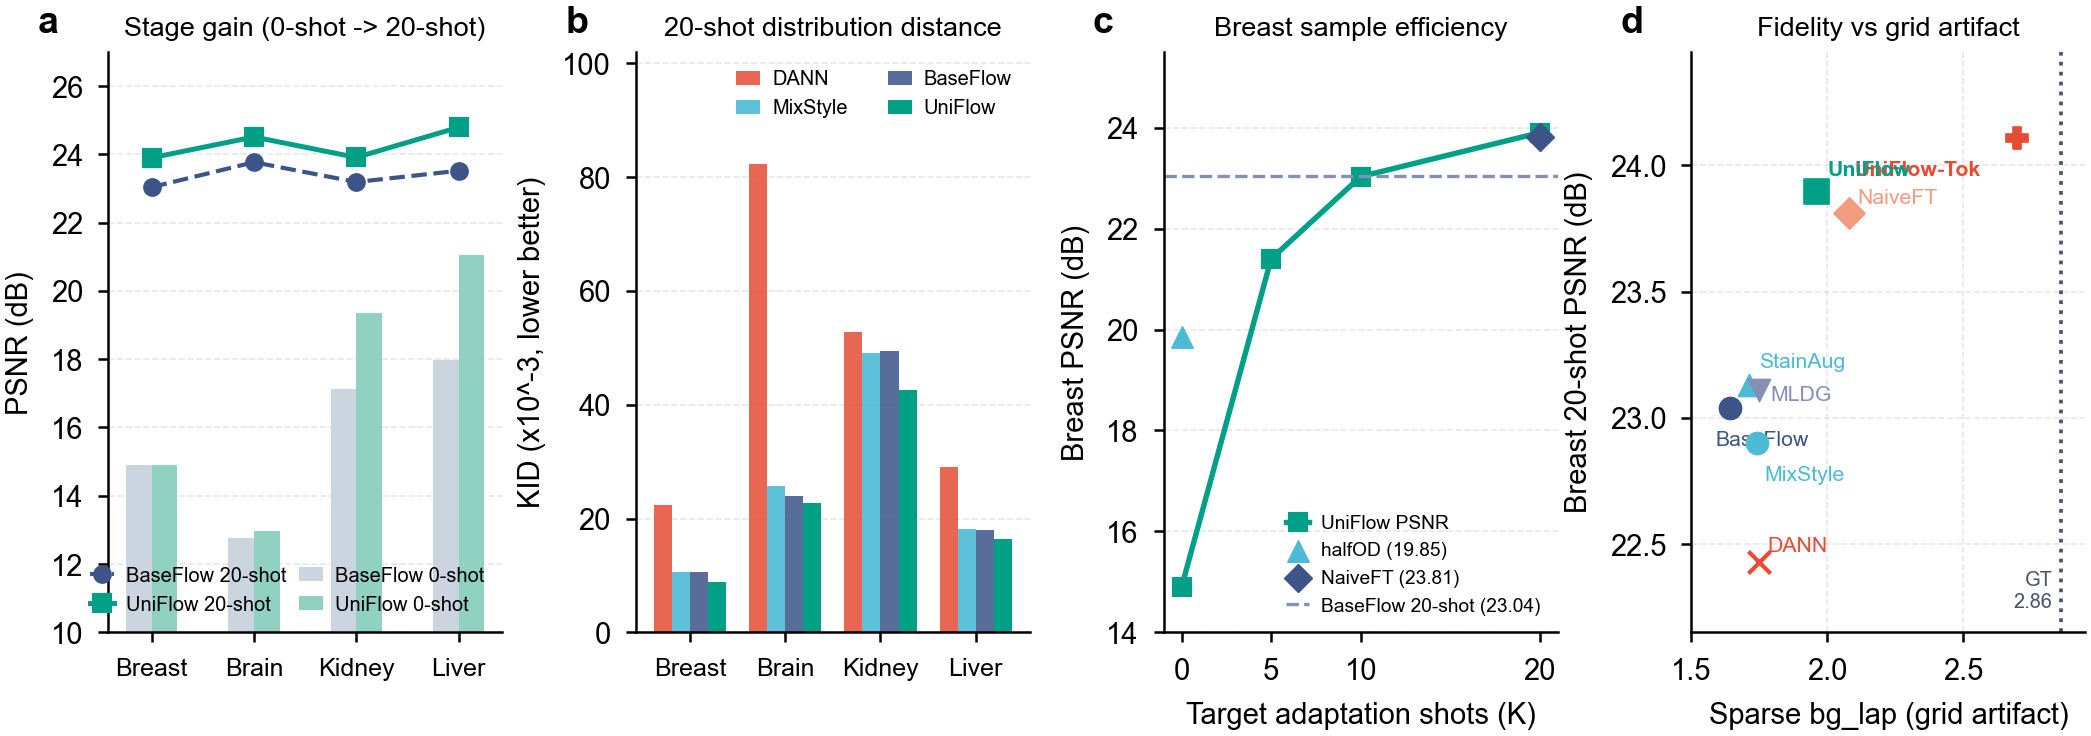 a
Stage gain (0-shot -> 20-shot)
PSNR (dB)
26
24
22
20
18
16
14
12
10
BaseFlow 20-shot
UniFlow 20-shot
BaseFlow 0-shot
UniFlow 0-shot
Breast
Brain
Kidney
Liver
b
20-shot distribution distance
KID (x10^-3, lower better)
100
80
60
40
20
0
DANN
MixStyle
BaseFlow
UniFlow
Breast
Brain
Kidney
Liver
c
Breast sample efficiency
Breast PSNR (dB)
24
22
20
18
16
14
UniFlow PSNR
halfOD (19.85)
NaiveFT (23.81)
BaseFlow 20-shot (23.04)
0
5
10
20
Target adaptation shots (K)
d
Fidelity vs grid artifact
Breast 20-shot PSNR (dB)
24.0
23.5
23.0
22.5
UniFlow
UniFlow-Tok
NaiveFT
StainAug
MLDG
BaseFlow
MixStyle
DANN
GT
2.86
1.5
2.0
2.5
Sparse bg_lap (grid artifact)